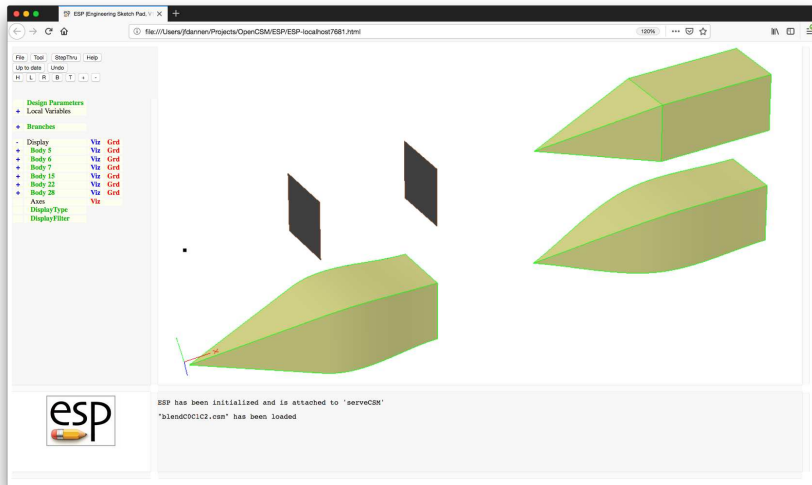 ESP [Engineering Sketch Pad, V
file:///Users/jfdannen/Projects/OpenCSM/ESP/ESP-localhost7681.html
120%
File Tool StepThru Help
Up to date Undo
H L R B T + -
Design Parameters
+ Local Variables
+ Branches
- Display Viz Grd
+ Body 5 Viz Grd
+ Body 6 Viz Grd
+ Body 7 Viz Grd
+ Body 15 Viz Grd
+ Body 22 Viz Grd
+ Body 28 Viz Grd
Axes Viz
DisplayType
DisplayFilter
x
esp
ESP has been initialized and is attached to 'serveCSM'
"blendC0C1C2.csm" has been loaded